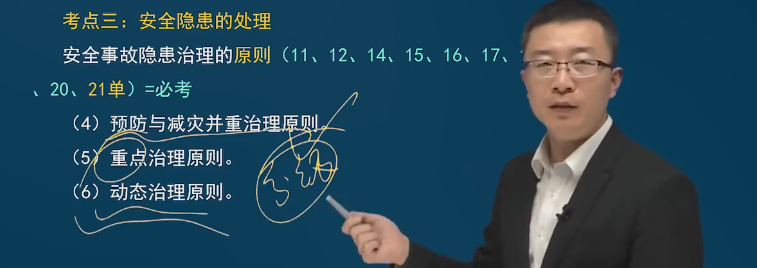 考点三：安全隐患的处理
安全事故隐患治理的原则（11、12、14、15、16、17、
、20、21单）=必考
（4）预防与减灾并重治理原则。
（5）重点治理原则。
（6）动态治理原则。